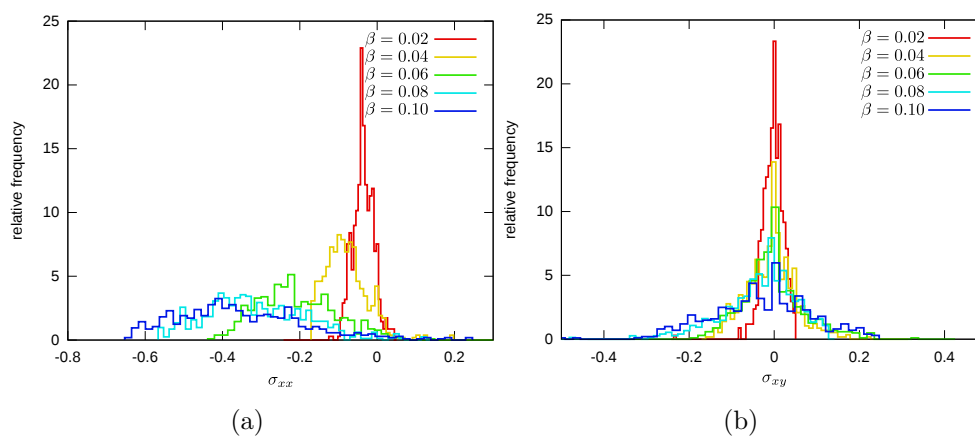 25
20
15
10
5
0
-0.8
-0.6
-0.4
-0.2
0
0.2
relative frequency
σxx
β = 0.02
β = 0.04
β = 0.06
β = 0.08
β = 0.10
(a)
25
20
15
10
5
0
-0.4
-0.2
0
0.2
0.4
relative frequency
σxy
β = 0.02
β = 0.04
β = 0.06
β = 0.08
β = 0.10
(b)